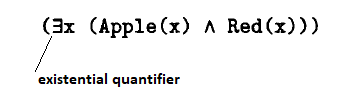 (∃x (Apple(x) ∧ Red(x)))
existential quantifier